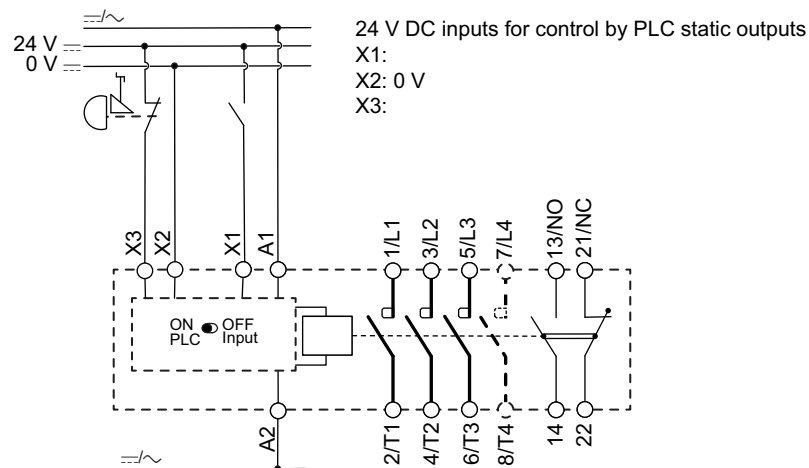 24 V DC inputs for control by PLC static outputs
24 V
X1:
0 V
X2: 0 V
X3:
X3
X2
X1
A1
1/L1
3/L2
5/L3
7/L4
13/NO
21/NC
ON OFF
PLC Input
A2
2/T1
4/T2
6/T3
8/T4
14
22